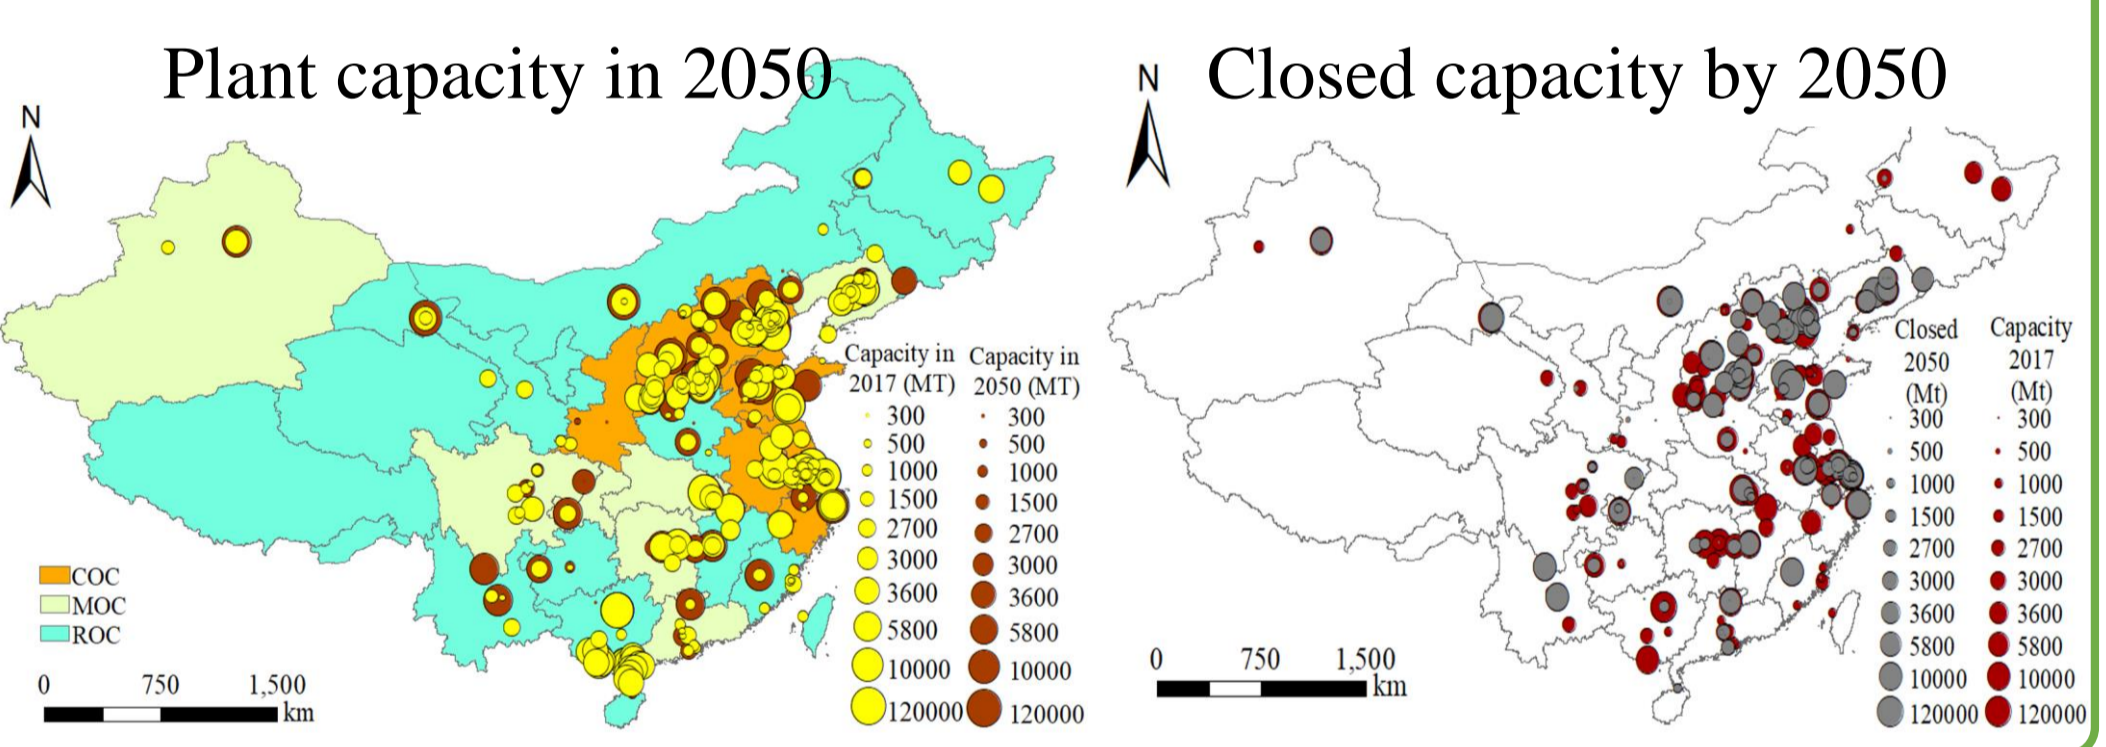 Plant capacity in 2050
N
Capacity in 2017 (MT)
300
500
1000
1500
2700
3000
3600
5800
10000
120000
Capacity in 2050 (MT)
300
500
1000
1500
2700
3000
3600
5800
10000
120000
COC
MOC
ROC
0 750 1,500
km
Closed capacity by 2050
N
Closed
2050
(Mt)
300
500
1000
1500
2700
3000
3600
5800
10000
120000
Capacity
2017
(Mt)
300
500
1000
1500
2700
3000
3600
5800
10000
120000
0 750 1,500
km